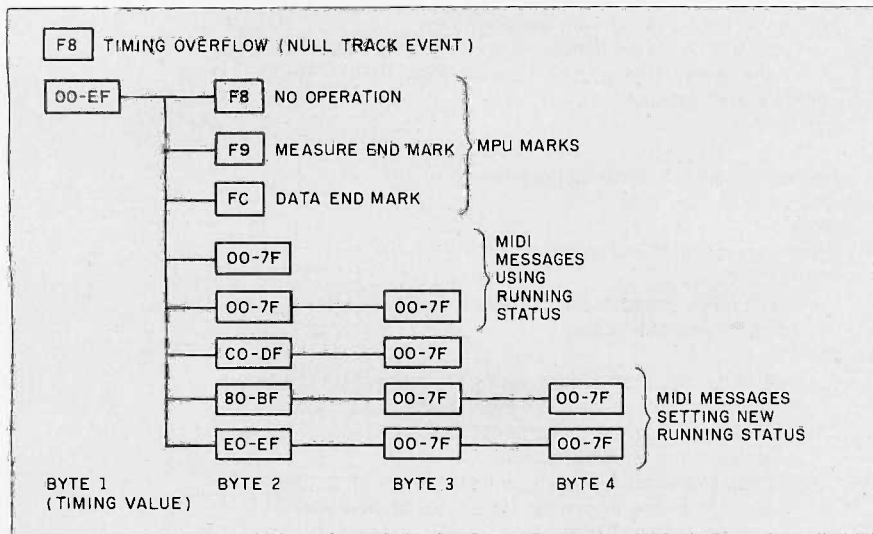 F8 TIMING OVERFLOW (NULL TRACK EVENT)
00-EF F8 NO OPERATION
F9 MEASURE END MARK
FC DATA END MARK
MPU MARKS
00-7F
00-7F 00-7F
MIDI
MESSAGES
USING
RUNNING
STATUS
C0-DF 00-7F
80-BF 00-7F 00-7F
E0-EF 00-7F 00-7F
MIDI MESSAGES
SETTING NEW
RUNNING STATUS
BYTE 1 BYTE 2 BYTE 3 BYTE 4
(TIMING VALUE)